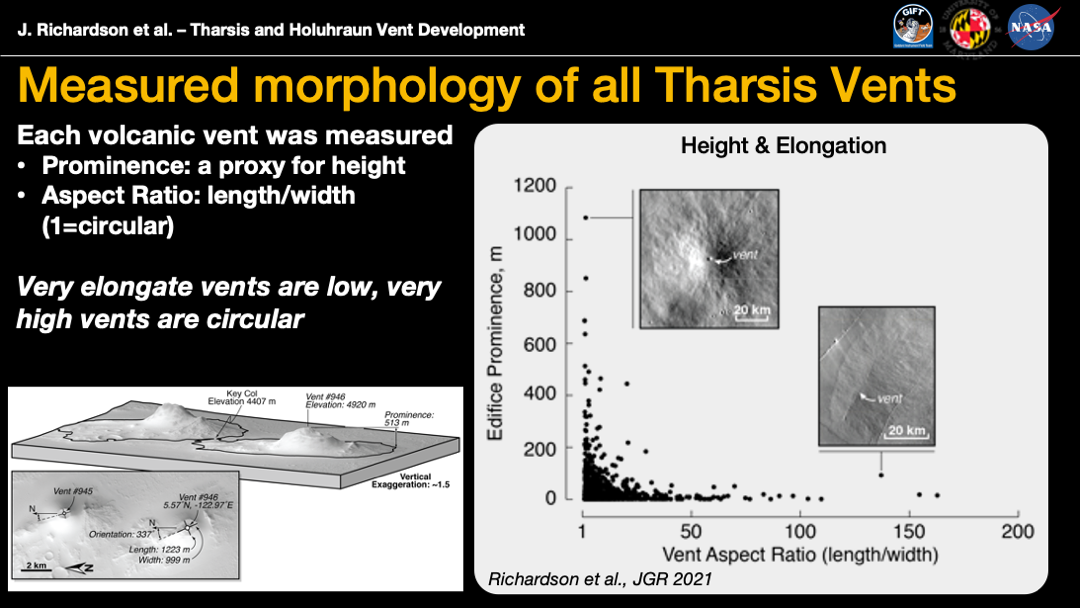 J. Richardson et al. – Tharsis and Holuhraun Vent Development
GIFT
UNIVERSITY OF
MARYLAND
NASA
Measured morphology of all Tharsis Vents
Each volcanic vent was measured
• Prominence: a proxy for height
• Aspect Ratio: length/width
(1=circular)
Very elongate vents are low, very
high vents are circular
Key Col
Elevation 4407 m
Vent #946
Elevation: 4920 m
Prominence:
513 m
Vertical
Exaggeration: ~1.5
Vent #945
N
Vent #946
5.57°N, -122.97°E
N
Orientation: 337°
Length: 1223 m
Width: 999 m
2 km
N
Height & Elongation
Edifice Prominence, m
1200
1000
800
600
400
200
0
vent
20 km
vent
20 km
1
50
100
150
200
Vent Aspect Ratio (length/width)
Richardson et al., JGR 2021